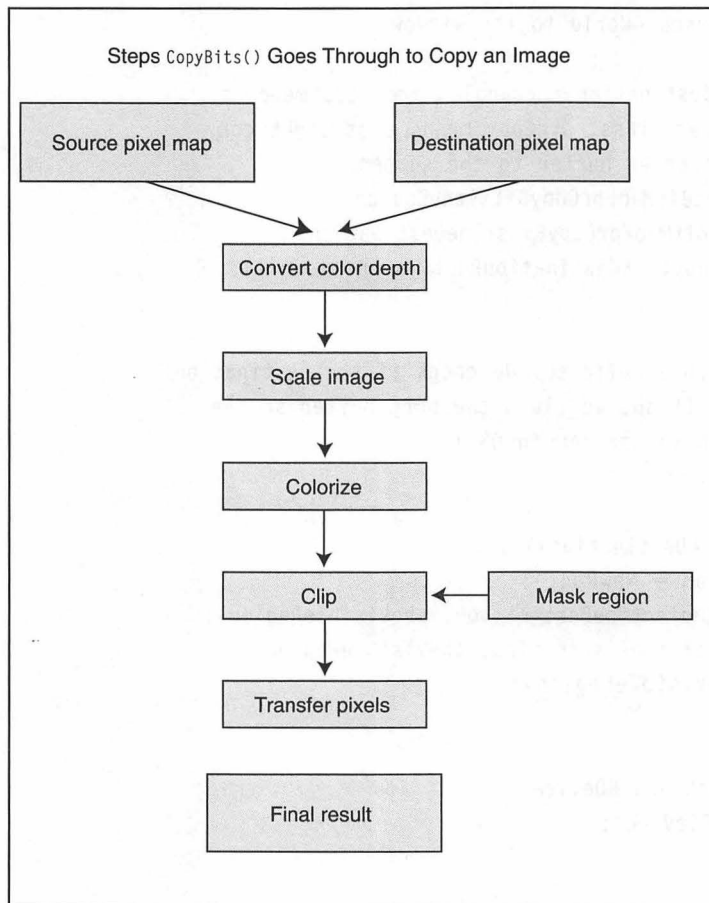 Steps CopyBits() Goes Through to Copy an Image
Source pixel map
Destination pixel map
Convert color depth
Scale image
Colorize
Clip
Mask region
Transfer pixels
Final result